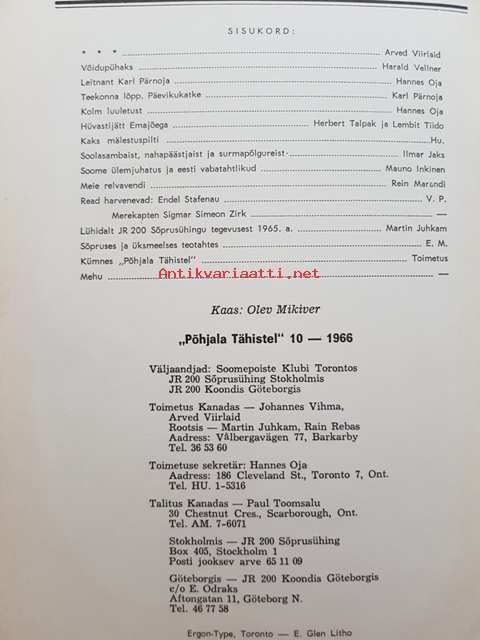 SISUKORD:
* * * Arved Viirlaid
Võidupühaks Harald Vellner
Leitnant Karl Pärnoja Hannes Oja
Teekonna lõpp. Päevikukatke Karl Pärnoja
Kolm luuletust Hannes Oja
Hüvastijätt Emajõega Herbert Talpak ja Lembit Tiido
Kaks mälestuspilti Hu.
Soolasambaist, nahapäästjaist ja surmapõlgureist Ilmar Jaks
Soome ülemjuhatus ja eesti vabatahtlikud Mauno Inkinen
Meie relvavendi Rein Marandi
Read harvenevad: Endel Stafenau V. P.
Merekapten Sigmar Simeon Zirk —
Lühidalt JR 200 Sõprusühingu tegevusest 1965. a. Martin Juhkam
Sõpruses ja üksmeelses teotahtes E. M.
Kümnes „Põhjala Tähistel" Toimetus
Mehu —
Antikvariaatti.net
Kaas: Olev Mikiver
„Põhjala Tähistel" 10 — 1966
Väljaandjad: Soomepoiste Klubi Torontos
JR 200 Sõprusühing Stokholmis
JR 200 Koondis Göteborgis
Toimetus Kanadas — Johannes Vihma,
Arved Viirlaid
Rootsis — Martin Juhkam, Rain Rebas
Aadress: Vålbergavägen 77, Barkarby
Tel. 36 53 60
Toimetuse sekretär: Hannes Oja
Aadress: 186 Cleveland St., Toronto 7, Ont.
Tel. HU. 1-5316
Talitus Kanadas — Paul Toomsalu
30 Chestnut Cres., Scarborough, Ont.
Tel. AM. 7-6071
Stokholmis — JR 200 Sõprusühing
Box 405, Stockholm 1
Posti jooksev arve 65 11 09
Göteborgis — JR 200 Koondis Göteborgis
c/o E. Odraks
Aftongatan 11, Göteborg N.
Tel. 46 77 58
Ergon-Type, Toronto — E. Glen Litho